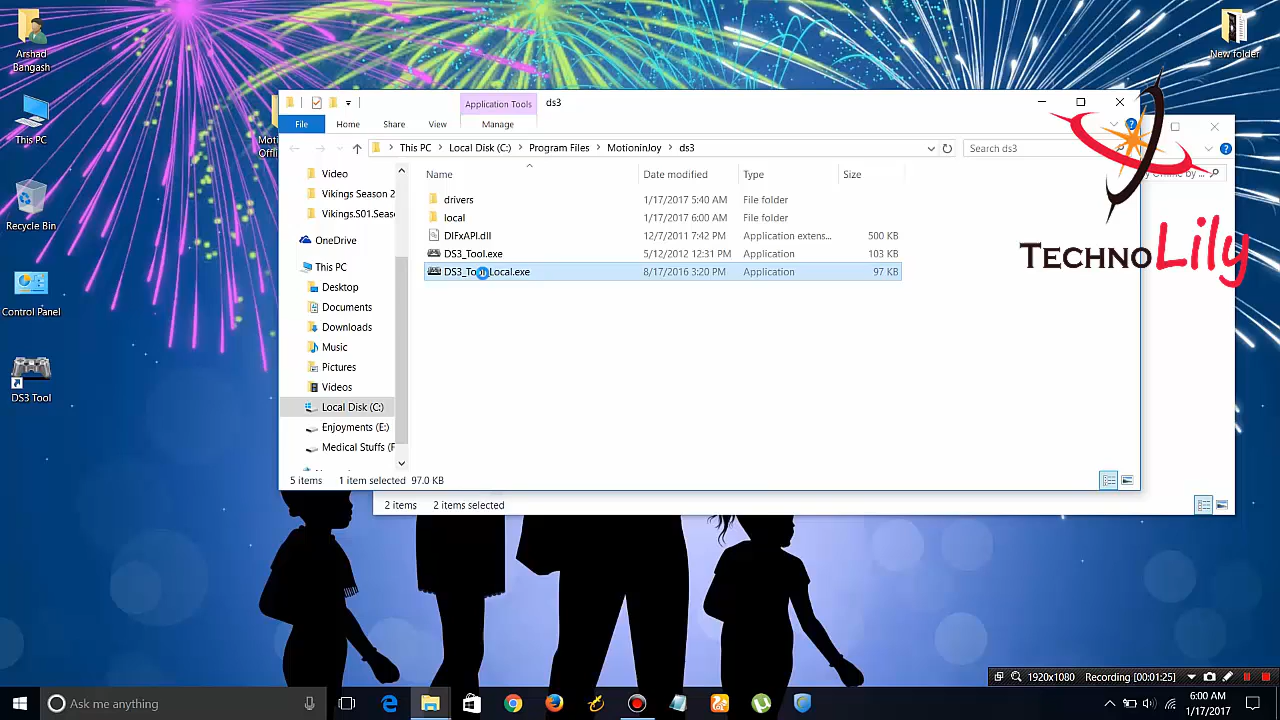 Arshad
Bangash
This PC
Recycle Bin
Control Panel
DS3 Tool
New folder
Application Tools
ds3
File
Home
Share
View
Manage
This PC
Local Disk (C:)
Program Files
MotioninJoy
ds3
Search ds3
Name
Date modified
Type
Size
Video
Vikings Season 2
Vikings.S01.Seas
OneDrive
This PC
Desktop
Documents
Downloads
Music
Pictures
Videos
Local Disk (C:)
Enjoyments (E:)
Medical Stuffs (F
drivers 1/17/2017 5:40 AM File folder
local 1/17/2017 6:00 AM File folder
DIFxAPI.dll 12/7/2011 7:42 PM Application extens... 500 KB
DS3_Tool.exe 5/12/2012 12:31 PM Application 103 KB
8/17/2016 3:20 PM Application 97 KB
5 items 1 item selected 97.0 KB
2 items 2 items selected
TECHNOLily
1920x1080 Recording [00:01:25]
Ask me anything
6:00 AM
1/17/2017